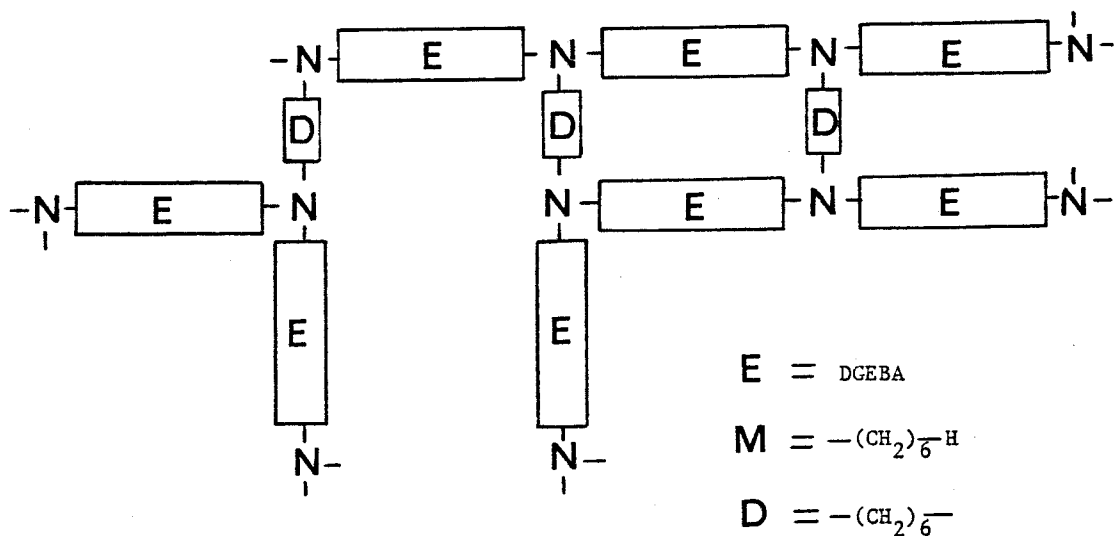 -N- E -N- E -N- E -N-
D D D
-N- E -N N- E -N- E -N-
E E
N- N-
E = DGEBA
M = -(CH2)6-H
D = -(CH2)6-